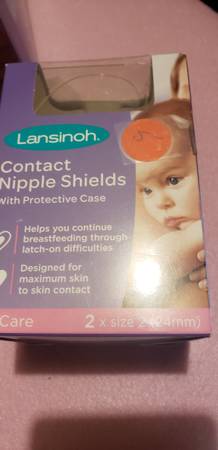 Lansinoh®
Contact
Nipple Shields
With Protective Case
Helps you continue
breastfeeding through
latch-on difficulties
Designed for
maximum skin
to skin contact
Care
2 x size 2 (24mm)